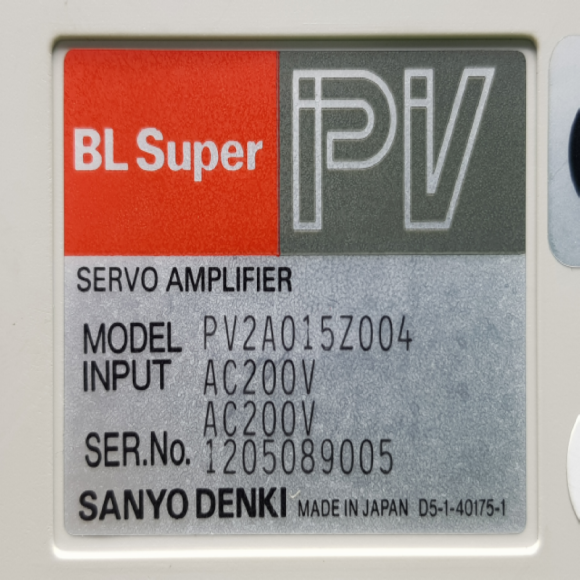 BL Super PV
SERVO AMPLIFIER
MODEL PV2A015Z004
INPUT AC200V
AC200V
SER.No. 1205089005
SANYO DENKI MADE IN JAPAN D5-1-40175-1